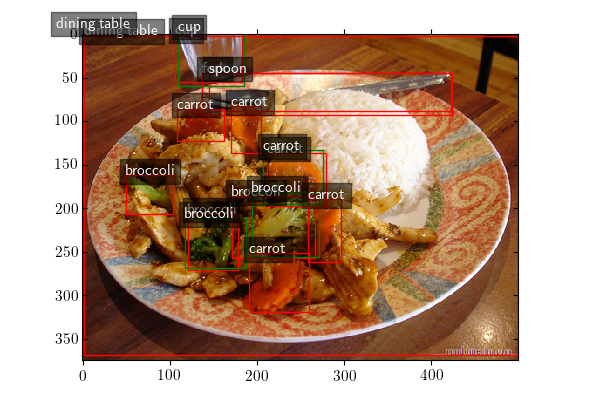 dining table
dining table
cup
spoon
carrot
carrot
carrot
carrot
broccoli
broccoli
broccoli
carrot
broccoli
carrot
0
50
100
150
200
250
300
350
0
100
200
300
400